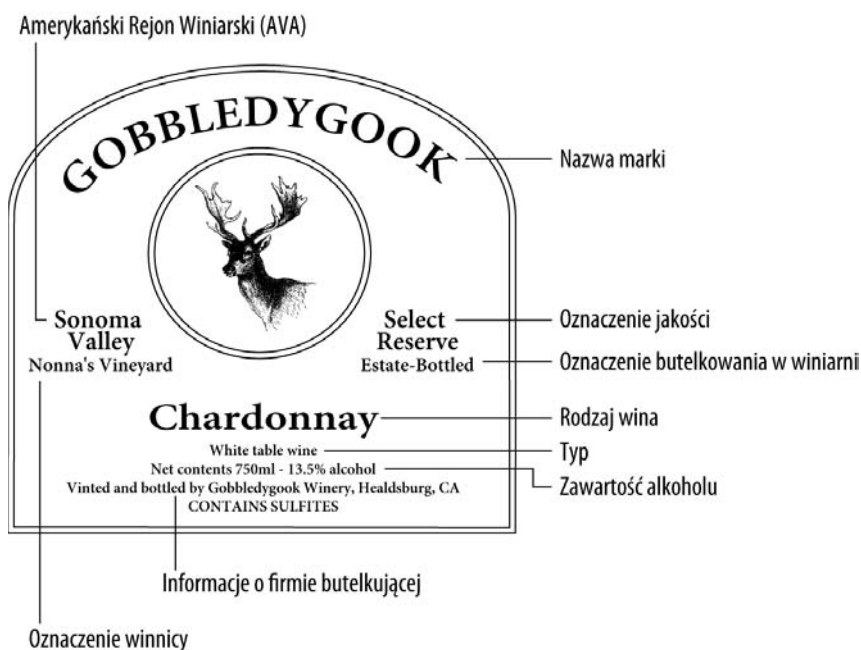 Amerykański Rejon Winiarski (AVA)
GOBBLEDYGOOK
Nazwa marki
Sonoma
Valley
Nonna's Vineyard
Select
Reserve
Estate-Bottled
Oznaczenie jakości
Oznaczenie butelkowania w winiarni
Chardonnay
Rodzaj wina
White table wine
Typ
Net contents 750ml - 13.5% alcohol
Zawartość alkoholu
Vinted and bottled by Gobbledygook Winery, Healdsburg, CA
CONTAINS SULFITES
Informacje o firmie butelkującej
Oznaczenie winnicy